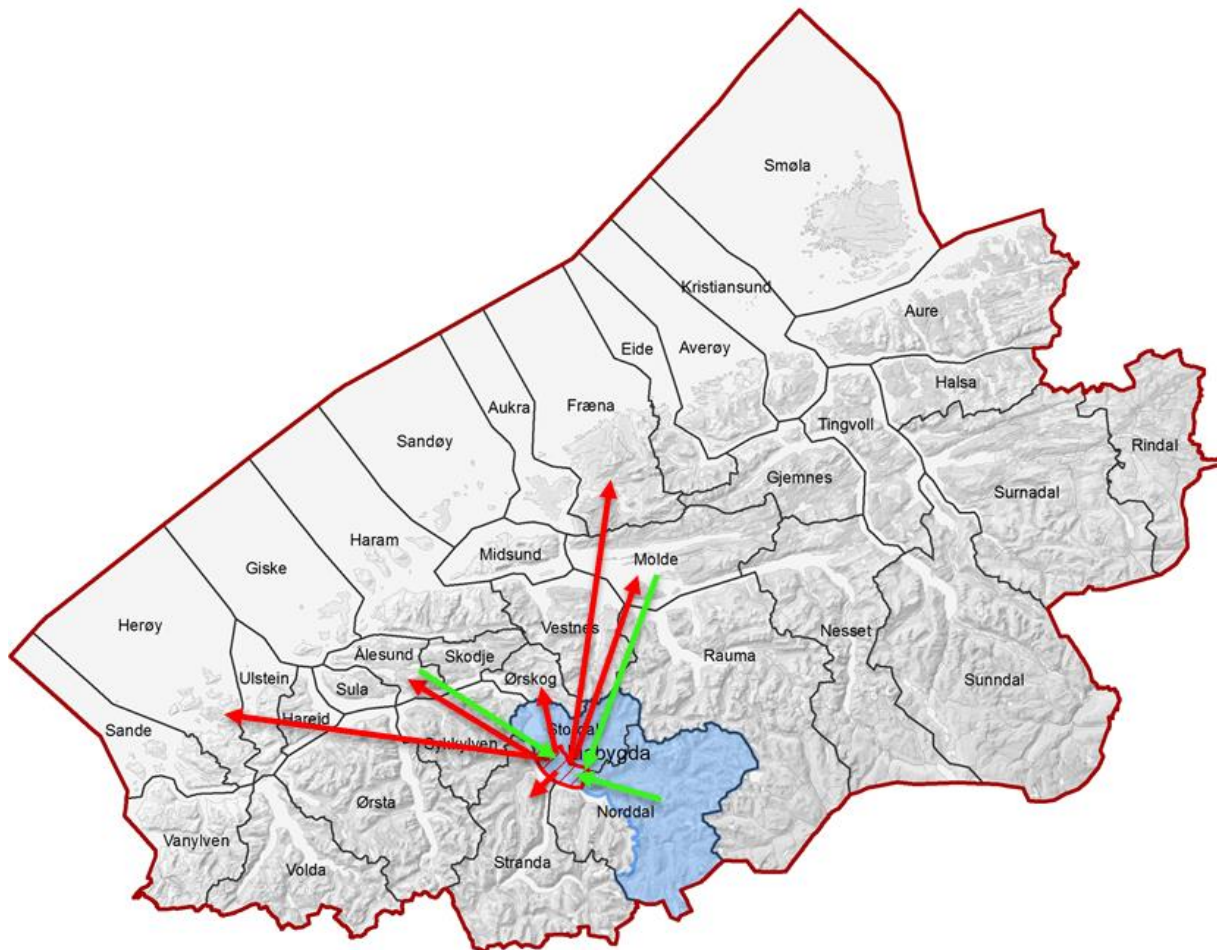 Smøla
Kristiansund
Aure
Eide
Averøy
Halsa
Aukra
Fræna
Tingvoll
Sandøy
Rindal
Gjemnes
Surnadal
Haram
Midsund
Molde
Giske
Herøy
Vestnes
Nesset
Ålesund
Skodje
Rauma
Ulstein
Ørskog
Sunndal
Sula
Hareid
Sande
Sykkylven
Norddal
Ørsta
Vanylven
Stranda
Volda